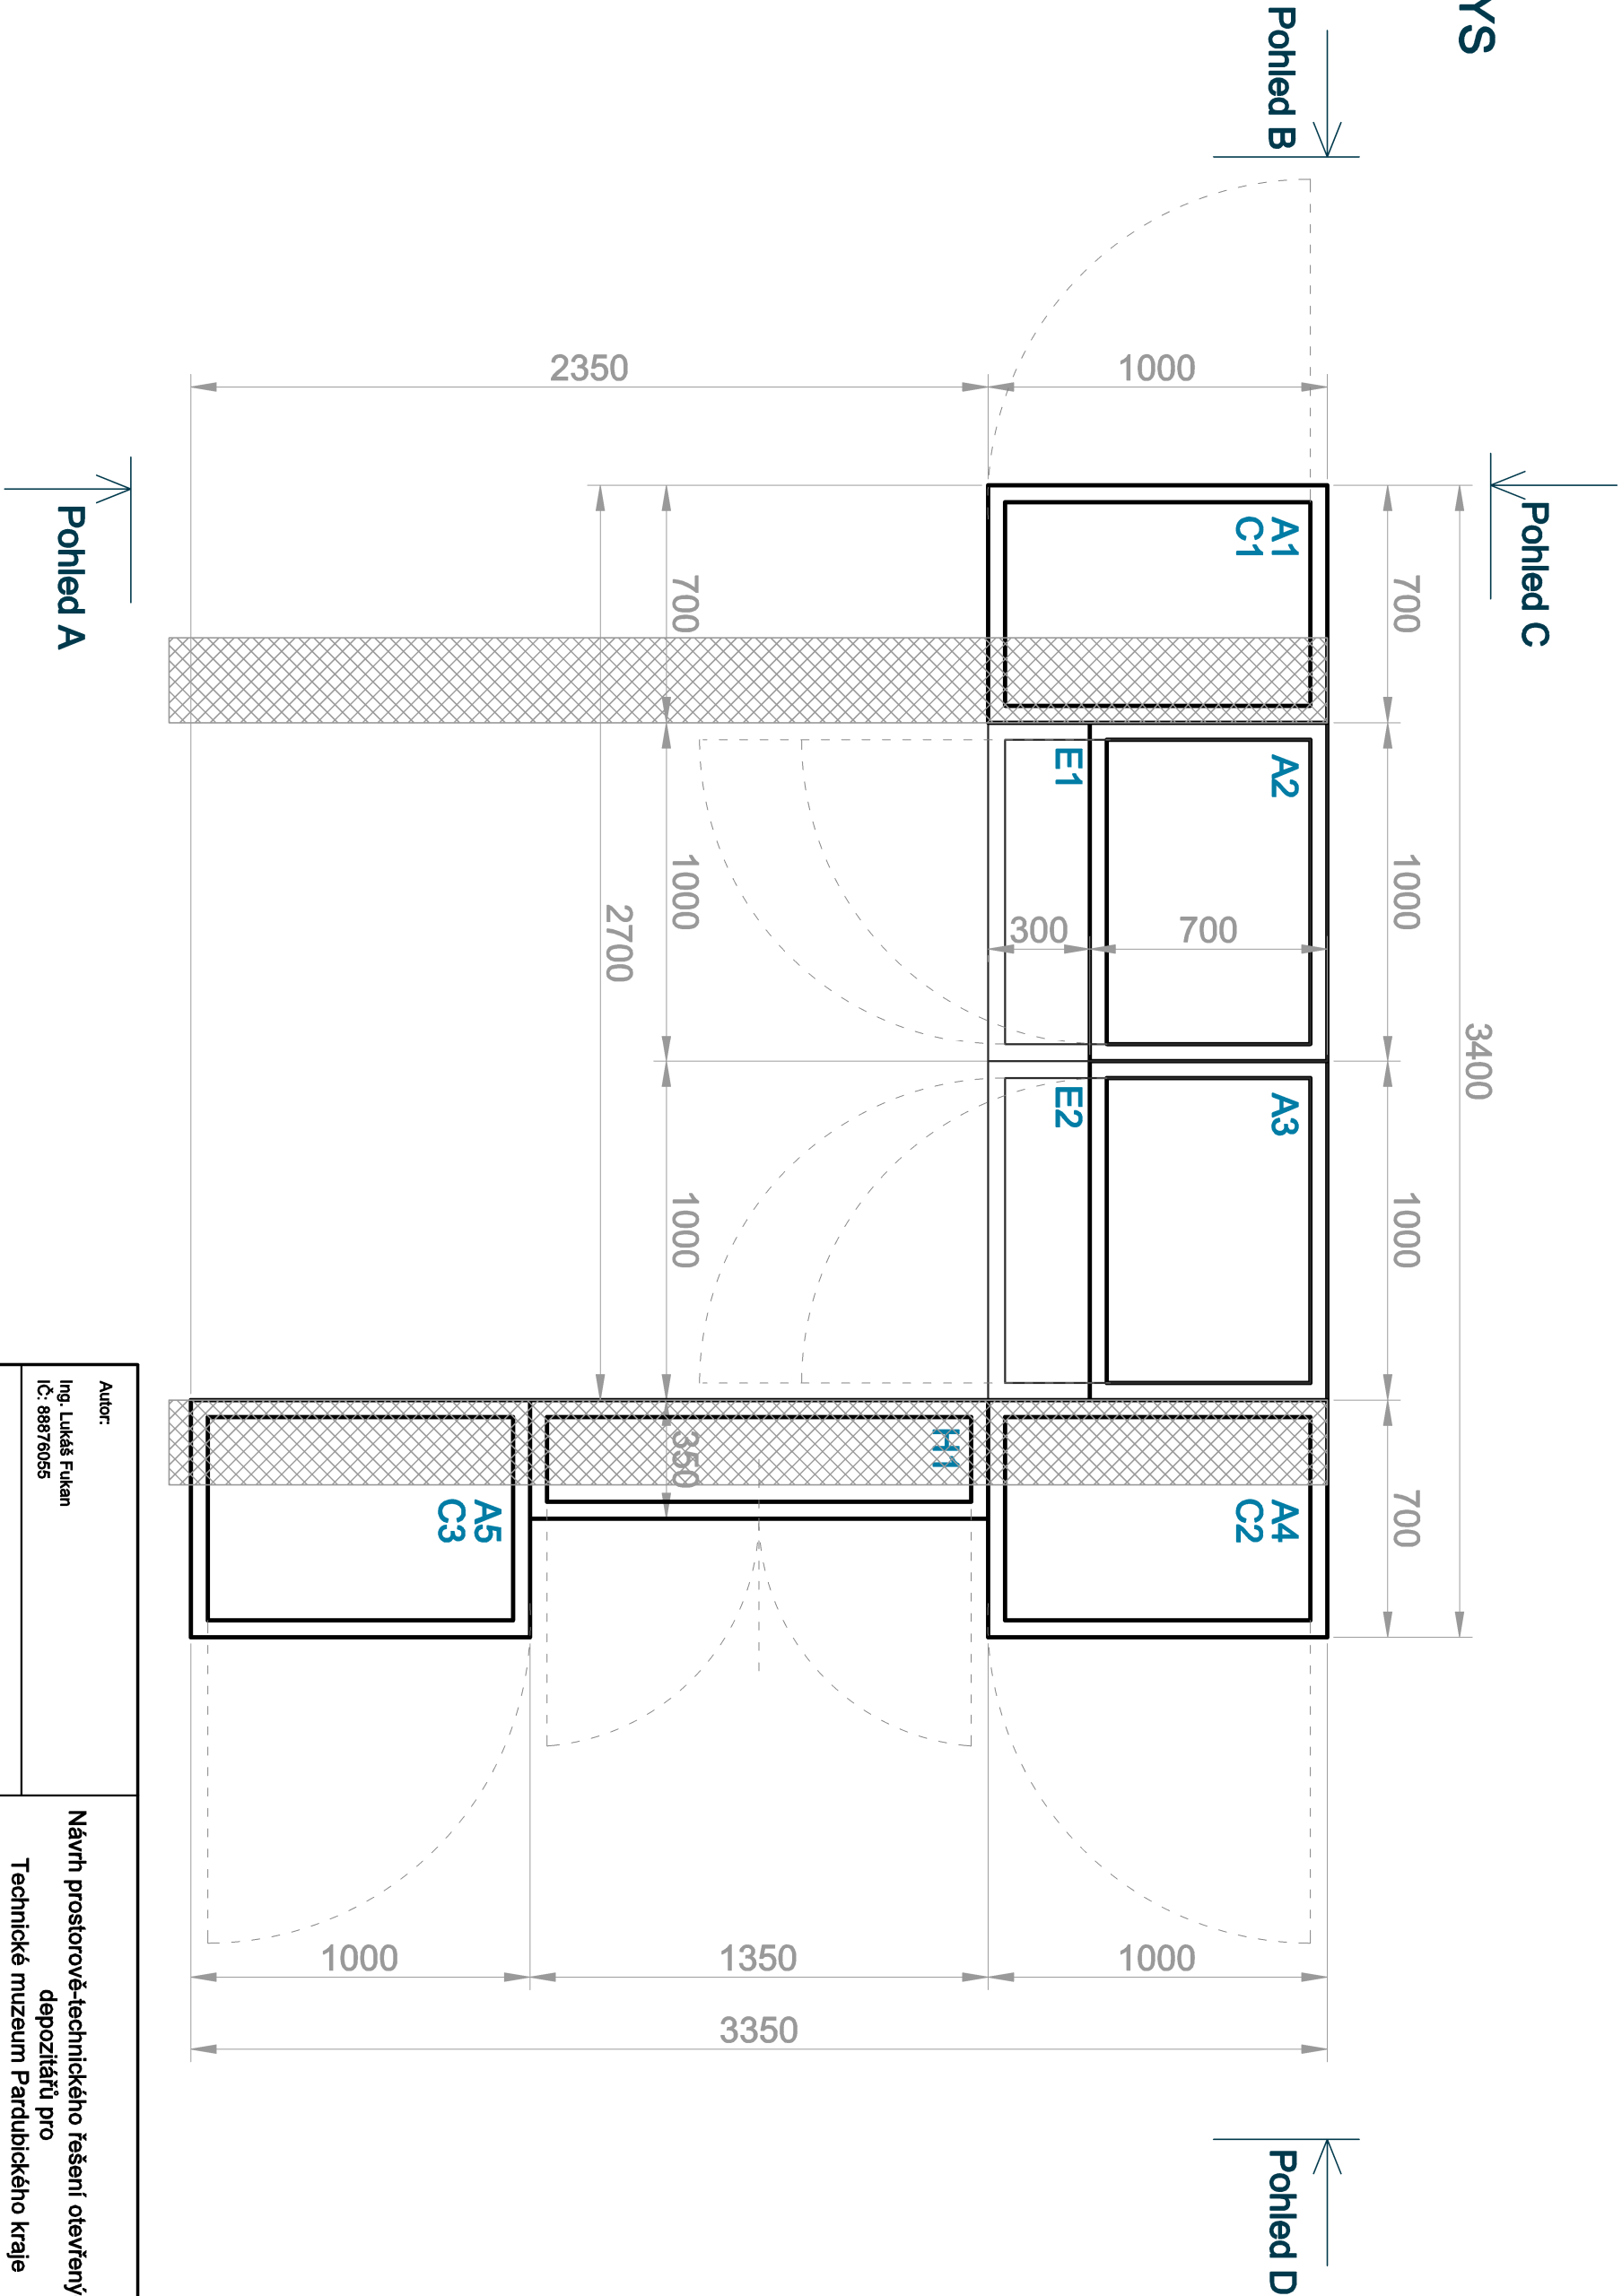 YS
Pohled B
Pohled C
Pohled A
Pohled D
2350
1000
700
1000
1000
700
3400
700
1000
1000
350
2700
300
700
A1
C1
A2
E1
A3
E2
A4
C2
H1
A5
C3
1000
1350
1000
3350
Autor:
Ing. Lukáš Fukan
IČ: 88876055
Návrh prostorově-technického řešení otevřený
depozitářů pro
Technické muzeum Pardubického kraje